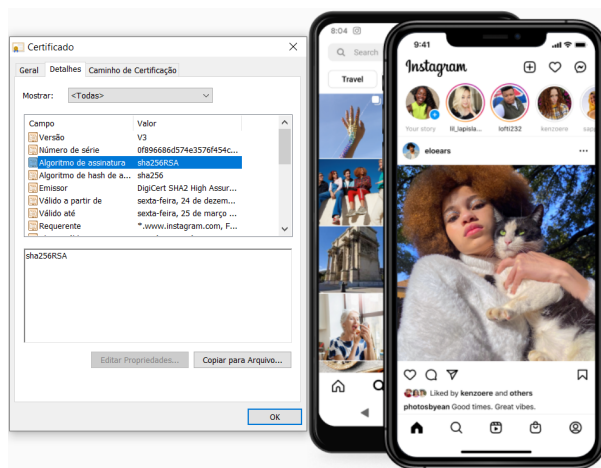 Certificado
Geral
Detalhes
Caminho de Certificação
Mostrar:
<Todas>
Campo
Valor
Versão
V3
Número de série
0f896686d574e3576f454c...
Algoritmo de assinatura
sha256RSA
Algoritmo de hash de a...
sha256
Emissor
DigiCert SHA2 High Assur...
Válido a partir de
sexta-feira, 24 de dezem...
Válido até
sexta-feira, 25 de março ...
Requerente
*.www.instagram.com, F...
sha256RSA
Editar Propriedades...
Copiar para Arquivo...
OK
8:04
Search
Travel
9:41
Instagram
Your story
lil_lapisla...
lofti232
kenzoere
sapp
eloears
Liked by kenzoere and others
photosbyean Good times. Great vibes.